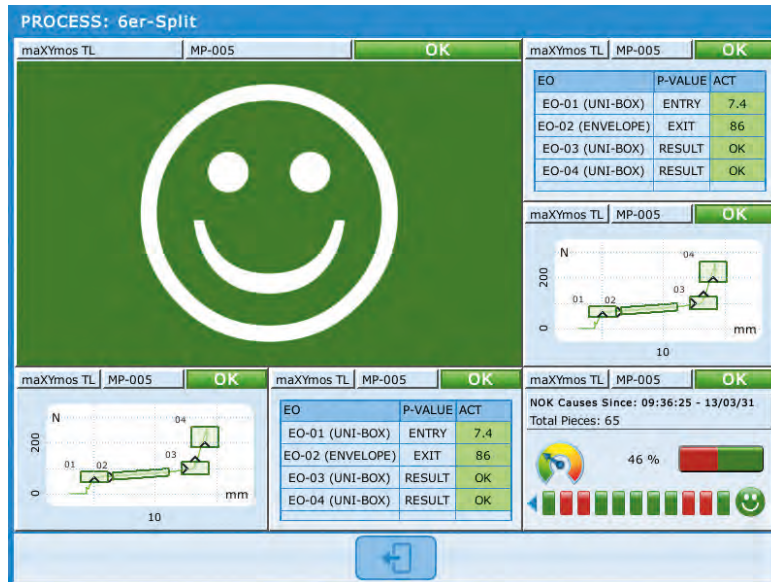 PROCESS: 6er-Split
maXYmos TL MP-005 OK
maXYmos TL MP-005 OK
EO P-VALUE ACT
EO-01 (UNI-BOX) ENTRY 7.4
EO-02 (ENVELOPE) EXIT 86
EO-03 (UNI-BOX) RESULT OK
EO-04 (UNI-BOX) RESULT OK
maXYmos TL MP-005 OK
N
04
200
03
01 02
0
mm
10
maXYmos TL MP-005 OK
N
04
200
03
01 02
0
mm
10
maXYmos TL MP-005 OK
EO P-VALUE ACT
EO-01 (UNI-BOX) ENTRY 7.4
EO-02 (ENVELOPE) EXIT 86
EO-03 (UNI-BOX) RESULT OK
EO-04 (UNI-BOX) RESULT OK
maXYmos TL MP-005 OK
NOK Causes Since: 09:36:25 - 13/03/31
Total Pieces: 65
46 %